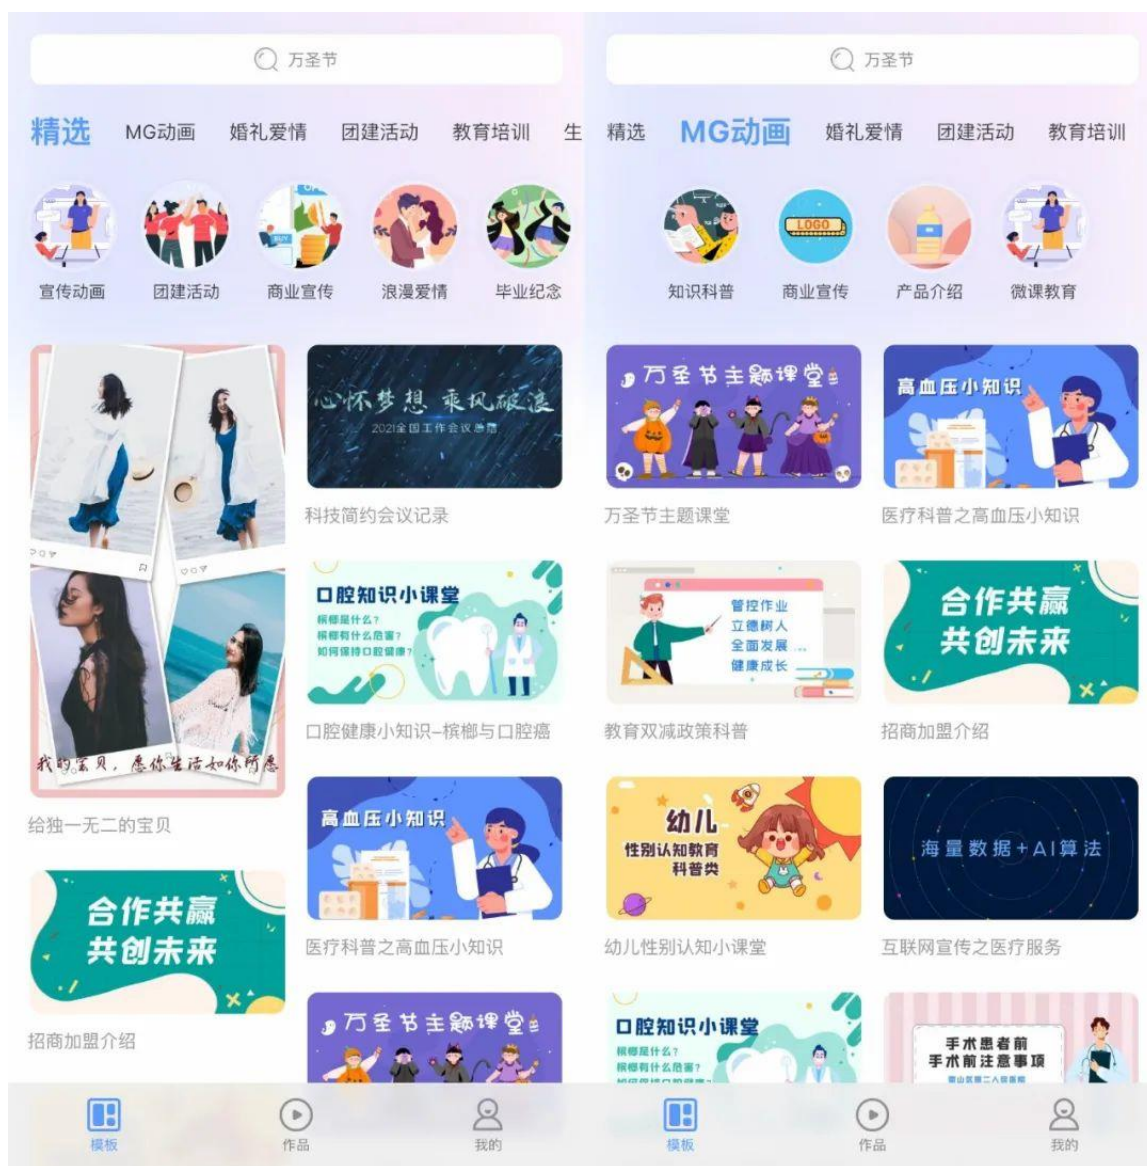 万圣节
精选 MG动画 婚礼爱情 团建活动 教育培训 生
宣传动画 团建活动 商业宣传 浪漫爱情 毕业纪念
我的宝贝，愿你生活如你所愿
给独一无二的宝贝
合作共赢
共创未来
招商加盟介绍
心怀梦想 乘风破浪
2021全国工作会议总结
科技简约会议记录
口腔知识小课堂
槟榔是什么?
槟榔有什么危害?
如何保持口腔健康?
口腔健康小知识-槟榔与口腔癌
高血压小知识
医疗科普之高血压小知识
万圣节主题课堂
模板 作品 我的
万圣节
精选 MG动画 婚礼爱情 团建活动 教育培训
LOGO
知识科普 商业宣传 产品介绍 微课教育
万圣节主题课堂
万圣节主题课堂
管控作业
立德树人
全面发展
健康成长
教育双减政策科普
幼儿
性别认知教育
科普类
幼儿性别认知小课堂
口腔知识小课堂
槟榔是什么?
槟榔有什么危害?
高血压小知识
医疗科普之高血压小知识
合作共赢
共创未来
招商加盟介绍
海量数据+AI算法
互联网宣传之医疗服务
手术患者前
手术前注意事项
模板 作品 我的